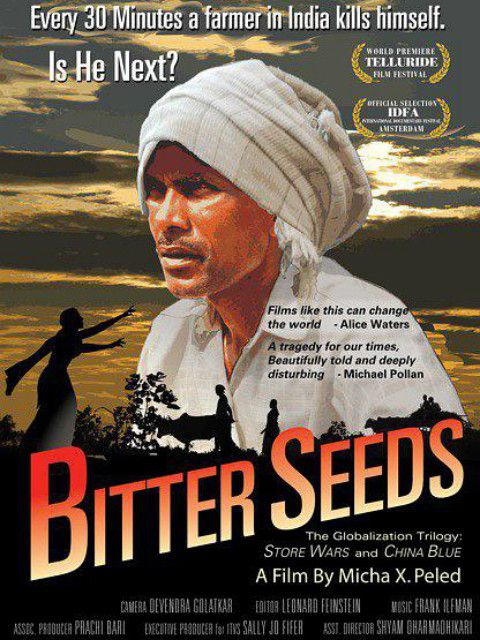 Every 30 Minutes a farmer in India kills himself.
Is He Next?
WORLD PREMIERE
TELLURIDE
FILM FESTIVAL
OFFICIAL SELECTION
IDFA
INTERNATIONAL DOCUMENTARY FESTIVAL
AMSTERDAM
Films like this can change
the world - Alice Waters
A tragedy for our times,
Beautifully told and deeply
disturbing - Michael Pollan
BITTER SEEDS
The Globalization Trilogy:
STORE WARS and CHINA BLUE
A Film By Micha X. Peled
CAMERA DEVENDRA GOLATKAR EDITOR LEONARD FEINSTEIN MUSIC FRANK ILFMAN
ASSOC. PRODUCER PRACHI BARI EXECUTIVE PRODUCER for ITVS SALLY JO FIFER ASST. DIRECTOR SHYAM DHARMADHIKARI